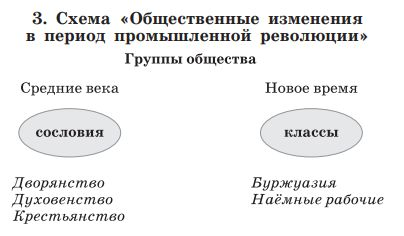 3. Схема «Общественные изменения
в период промышленной революции»
Группы общества
Средние века
сословия
Дворянство
Духовенство
Крестьянство
Новое время
классы
Буржуазия
Наёмные рабочие